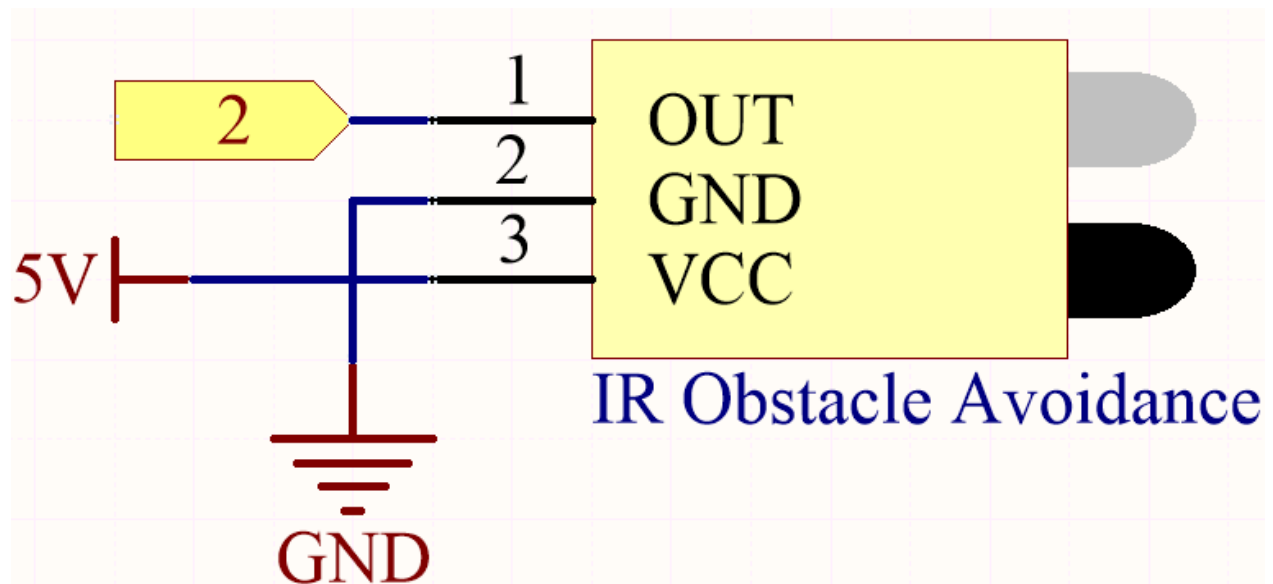 1
2
OUT
2
GND
3
5V
VCC
IR Obstacle Avoidance
GND